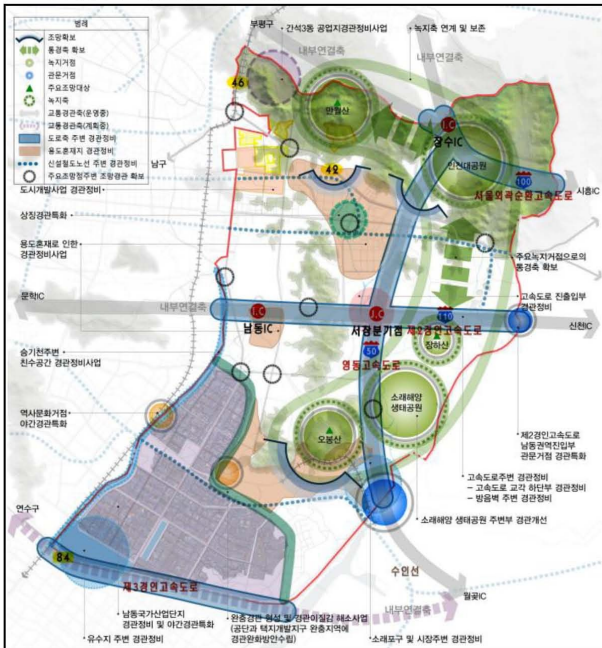 범례
조망확보
통경축 확보
녹지거점
관문거점
주요조망대상
녹지축
교통경관축(운영중)
교통경관축(계획중)
도로축 주변 경관정비
용도혼재지 경관정비
신설철도노선 주변 경관정비
주요조망점주변 조망경관 확보
부평구
간석3동 공업지경관정비사업
녹지축 연계 및 보존
내부연결축
내부연결축
46
만월산
J.C
장수IC
인천대공원
42
남구
100
시흥IC
서울외곽순환고속도로
도시개발사업 경관정비
상징경관특화
용도혼재로 인한
경관정비사업
주요녹지거점으로의
통경축 확보
고속도로 진출입부
경관정비
문학IC
내부연결축
I.C
남동IC
J.C
서창분기점
110
제2경인고속도로
신천IC
50
영동고속도로
장하산
승기천주변
친수공간 경관정비사업
소래해양
생태공원
역사문화거점
야간경관특화
오봉산
제2경인고속도로
남동권역진입부
관문거점 경관특화
고속도로주변 경관정비
– 고속도로 교각 하단부 경관정비
– 방음벽 주변 경관정비
소래해양 생태공원 주변부 경관개선
연수구
84
제3경인고속도로
수인선
월곶IC
내부연결축
남동국가산업단지
경관정비 및 야간경관특화
유수지 주변 경관정비
완충경관 형성 및 경관이질감 해소사업
(공단과 택지개발지구 완충지역에
경관완화방안수립)
소래포구 및 시장주변 경관정비